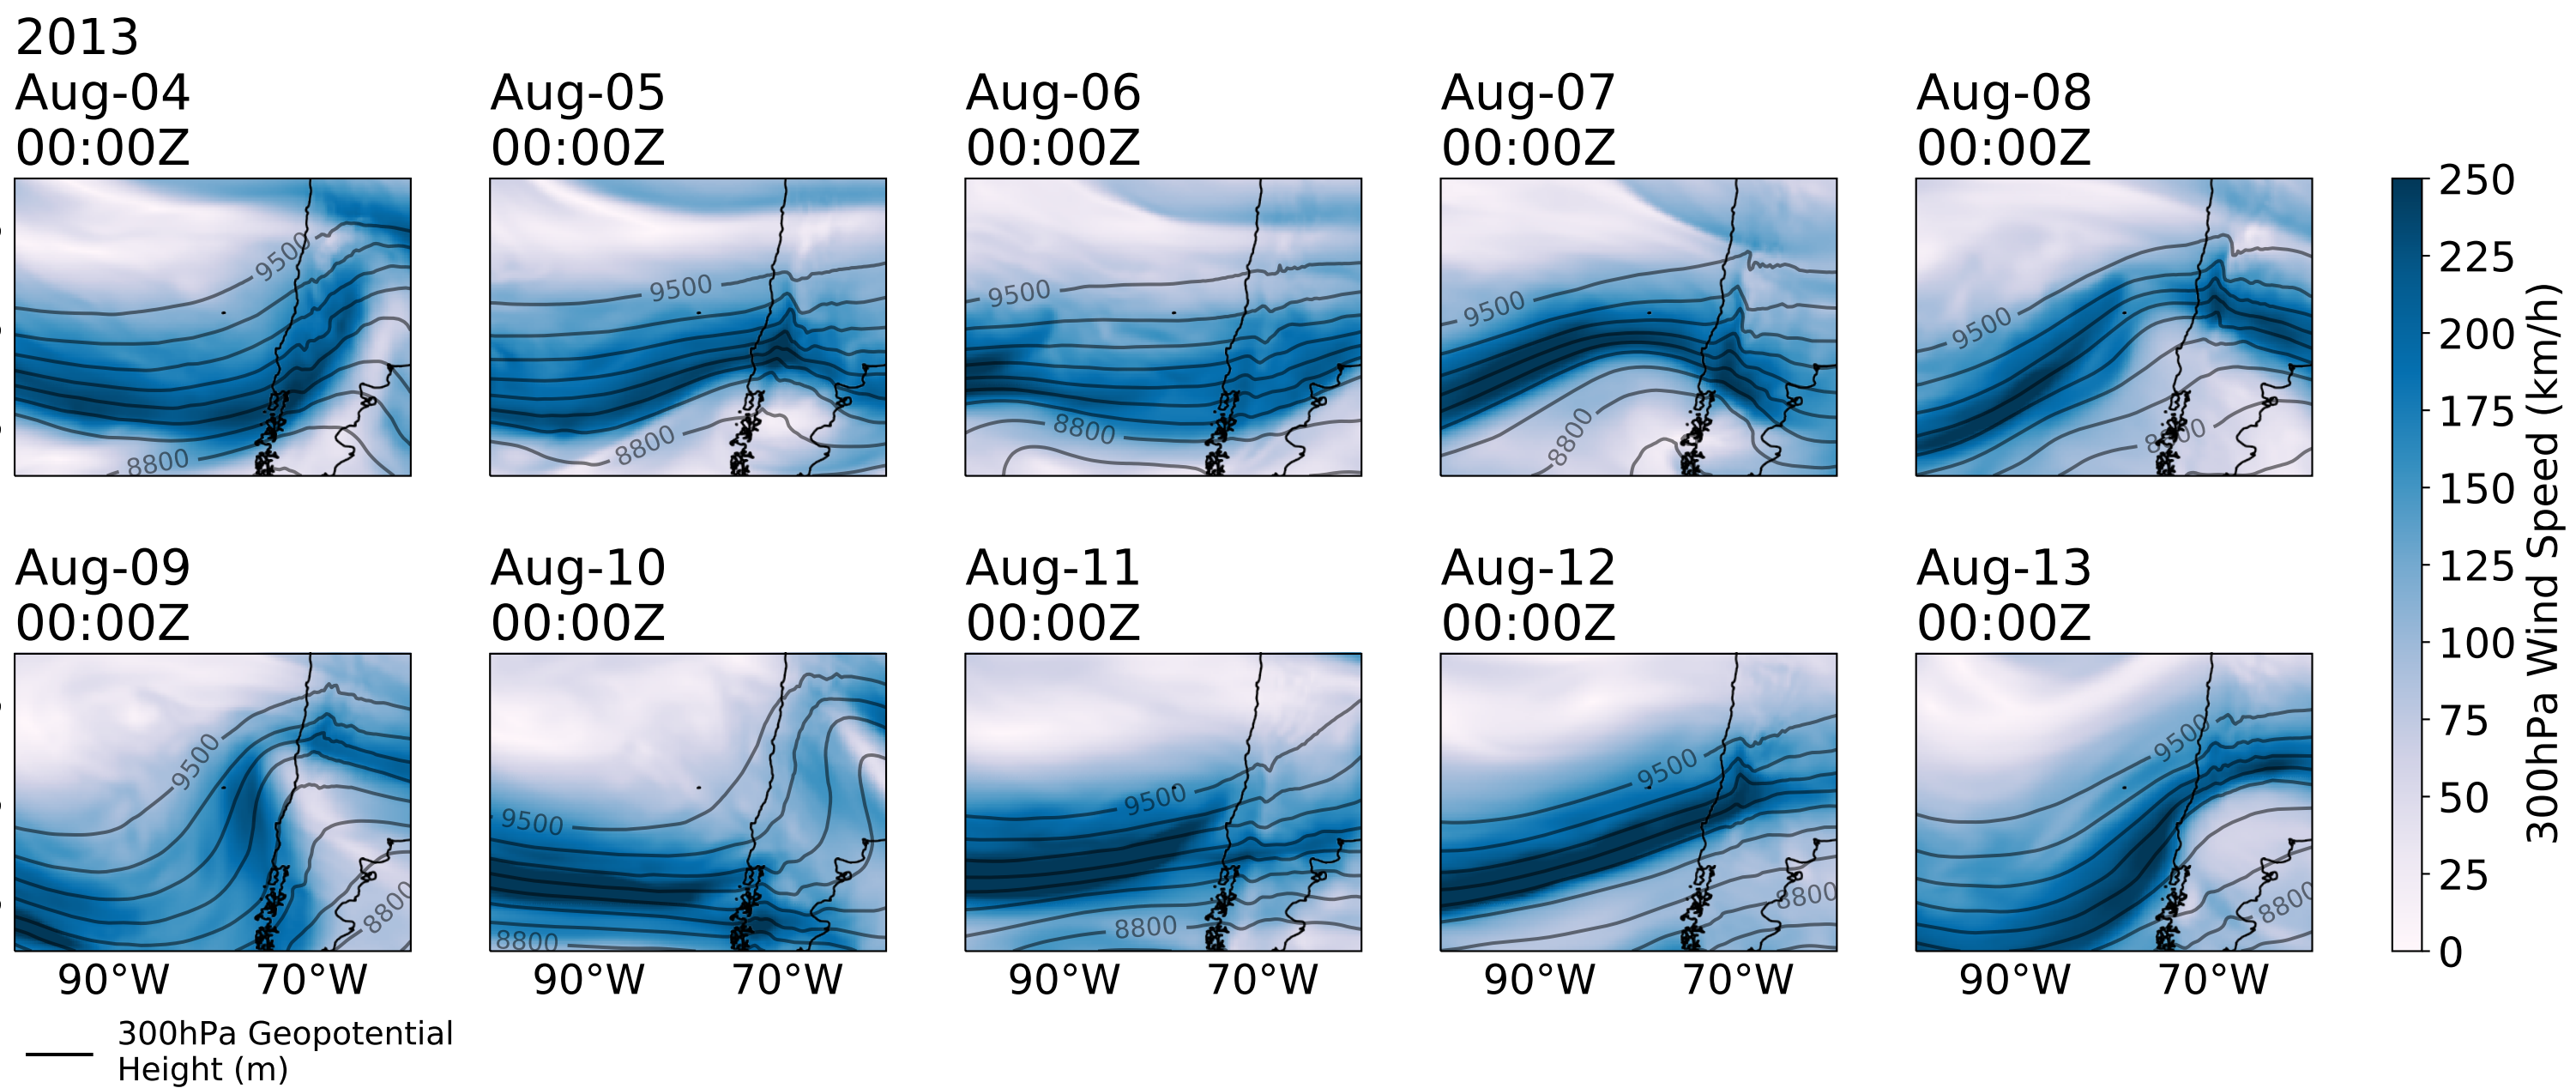 2013
Aug-04
00:00Z
Aug-05
00:00Z
Aug-06
00:00Z
Aug-07
00:00Z
Aug-08
00:00Z
9500
8800
9500
8800
9500
8800
9500
8800
9500
8800
Aug-09
00:00Z
Aug-10
00:00Z
Aug-11
00:00Z
Aug-12
00:00Z
Aug-13
00:00Z
9500
8800
9500
8800
9500
8800
9500
8800
9500
8800
90°W 70°W
90°W 70°W
90°W 70°W
90°W 70°W
90°W 70°W
250
225
200
175
150
125
100
75
50
25
0
300hPa Wind Speed (km/h)
300hPa Geopotential
Height (m)